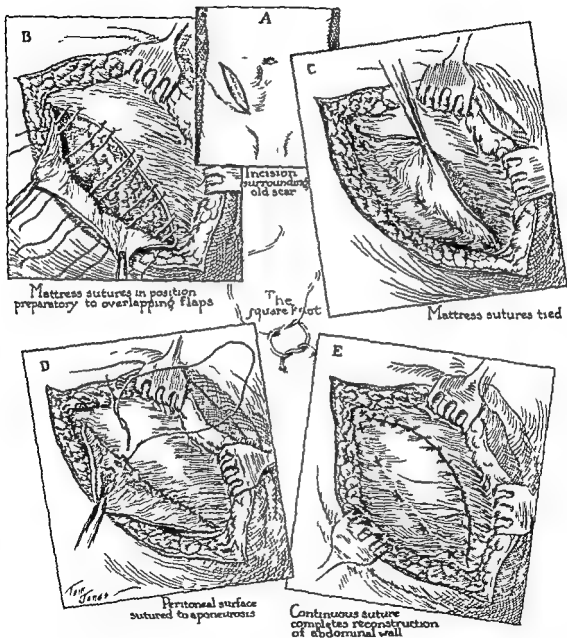 A
B
C
Incision
surrounding
old scar
Mattress sutures in position
preparatory to overlapping flaps
The
square knot
Mattress sutures tied
D
E
Tom
Jones
Peritoneal surface
sutured to aponeurosis
Continuous suture
completes reconstruction
of abdominal wall